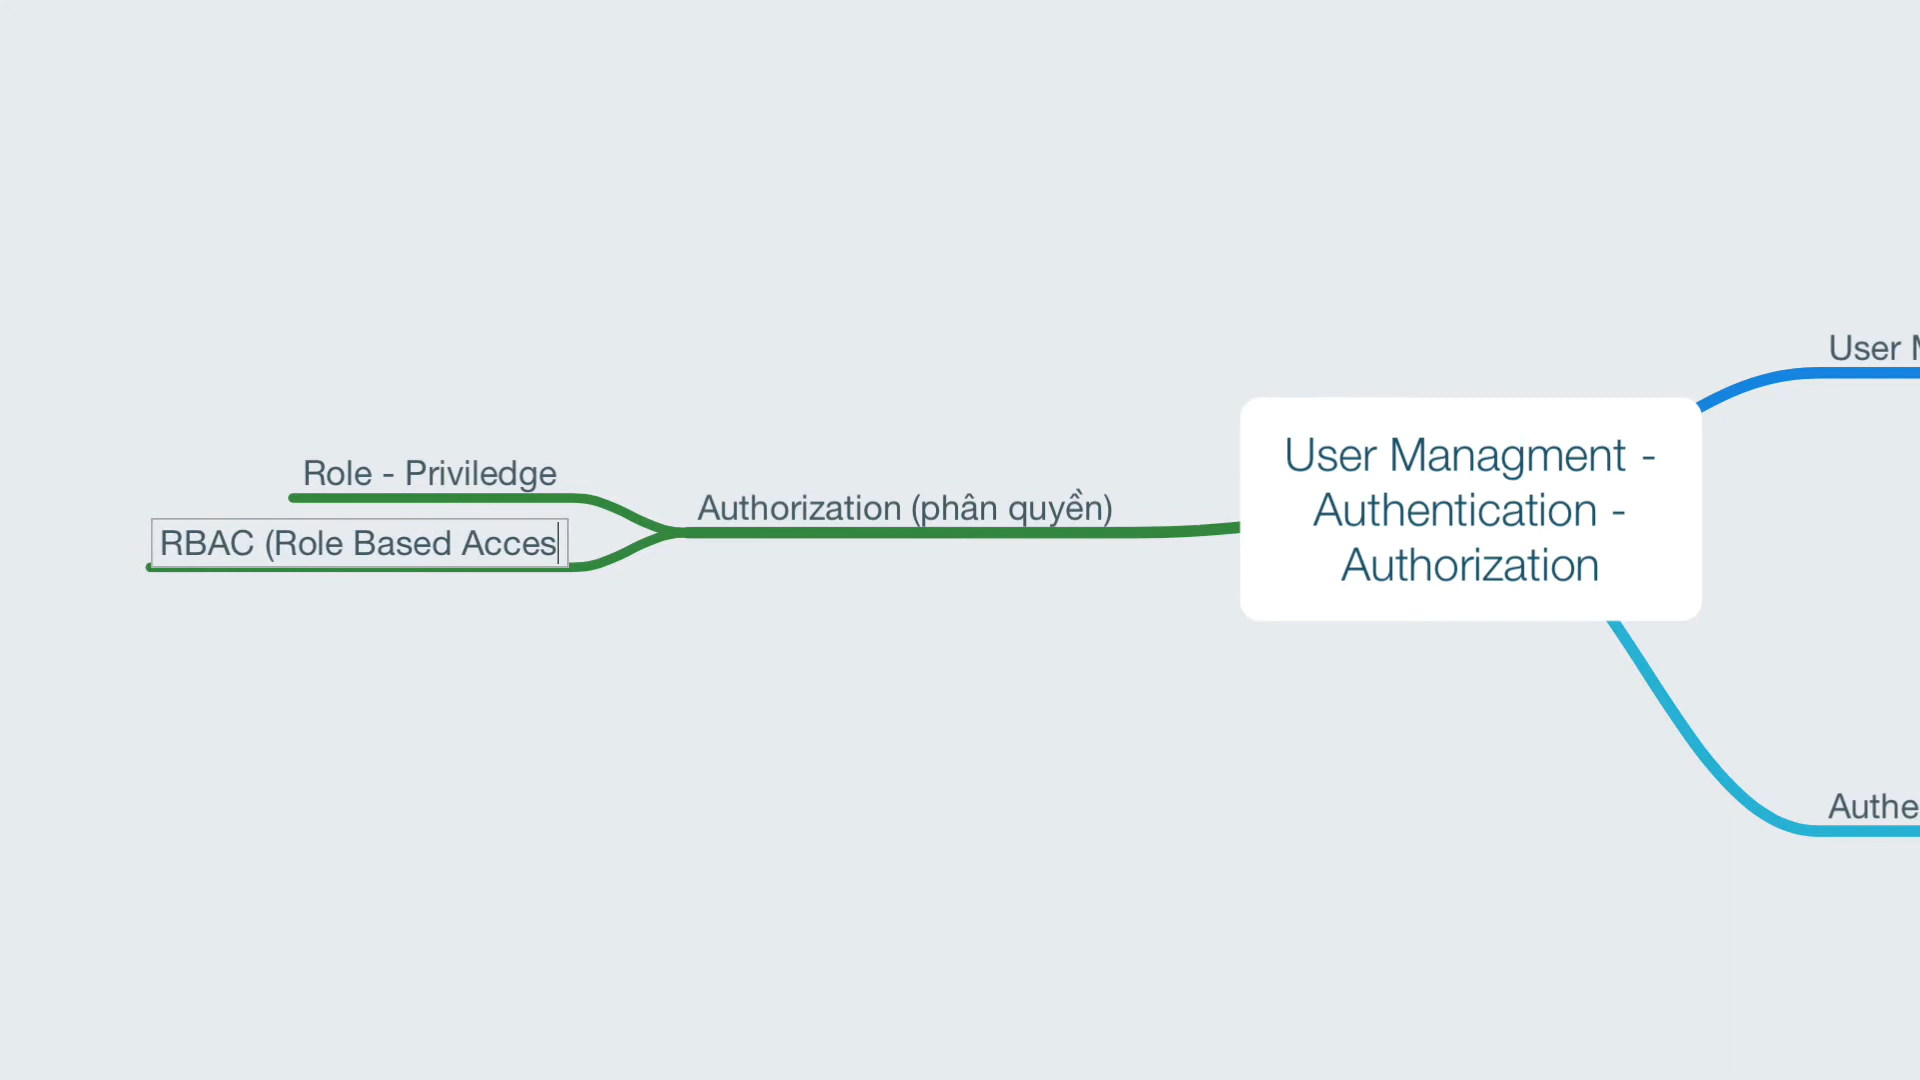 User M
User Managment -
Authentication -
Authorization
Role - Priviledge
Authorization (phân quyền)
RBAC (Role Based Acces
Authe